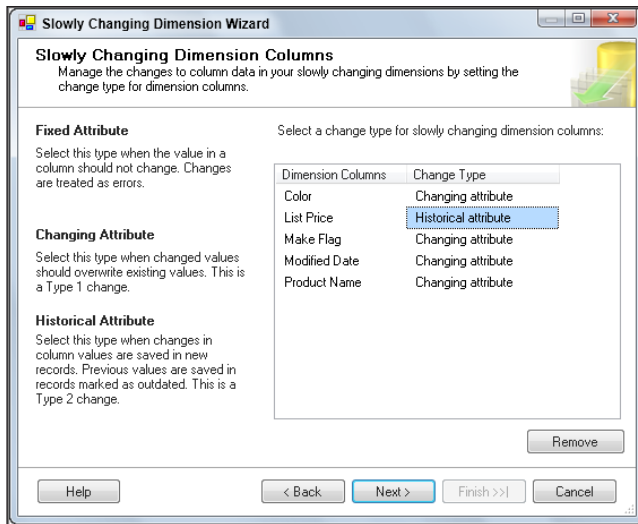 Slowly Changing Dimension Wizard
Slowly Changing Dimension Columns
Manage the changes to column data in your slowly changing dimensions by setting the
change type for dimension columns.
Fixed Attribute
Select this type when the value in a
column should not change. Changes
are treated as errors.
Changing Attribute
Select this type when changed values
should overwrite existing values. This is
a Type 1 change.
Historical Attribute
Select this type when changes in
column values are saved in new
records. Previous values are saved in
records marked as outdated. This is a
Type 2 change.
Select a change type for slowly changing dimension columns:
Dimension Columns Change Type
Color Changing attribute
List Price Historical attribute
Make Flag Changing attribute
Modified Date Changing attribute
Product Name Changing attribute
Remove
Help < Back Next > Finish >>| Cancel